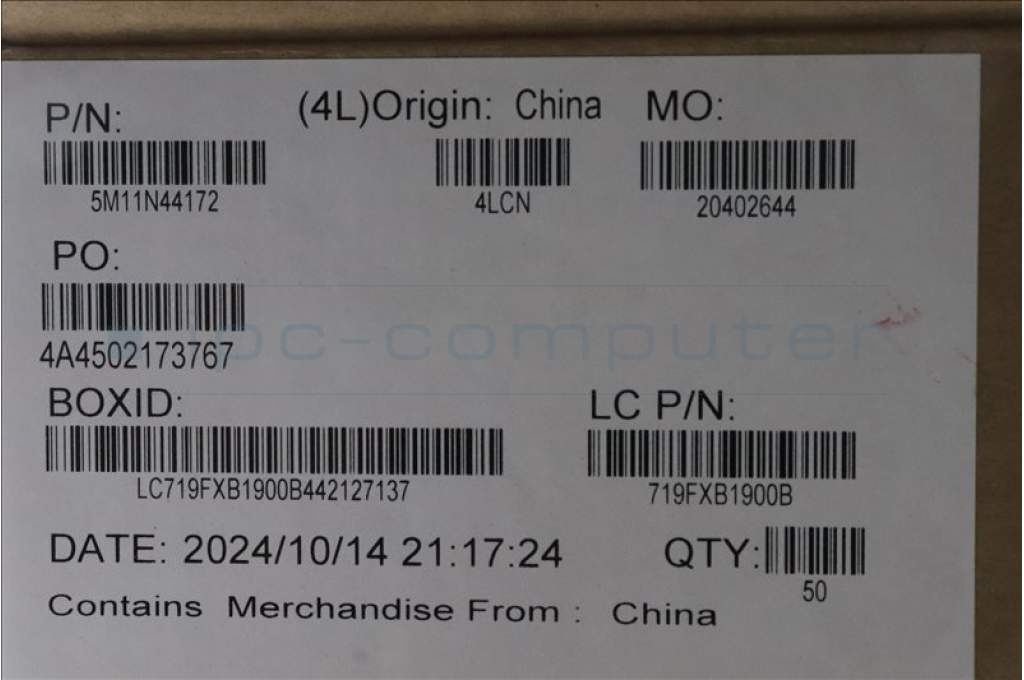 P/N: (4L)Origin: China MO:
5M11N44172 4LCN 20402644
PO:
4A4502173767
ipc-computer
BOXID: LC P/N:
LC719FXB1900B442127137 719FXB1900B
DATE: 2024/10/14 21:17:24 QTY:
50
Contains Merchandise From : China